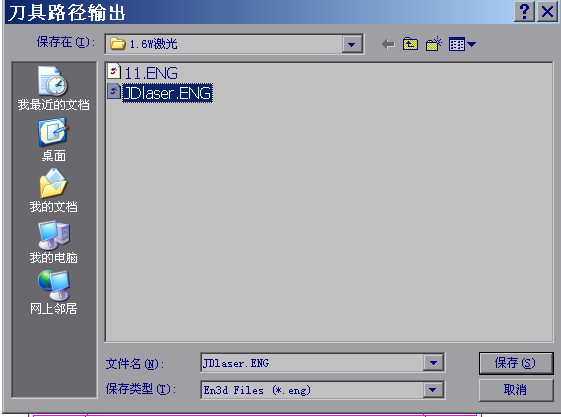 刀具路径输出
保存在(I): 1.6W激光
11.ENG
JDlaser.ENG
我最近的文档
桌面
我的文档
我的电脑
网上邻居
文件名(N): JDlaser.ENG 保存(S)
保存类型(T): En3d Files (*.eng) 取消